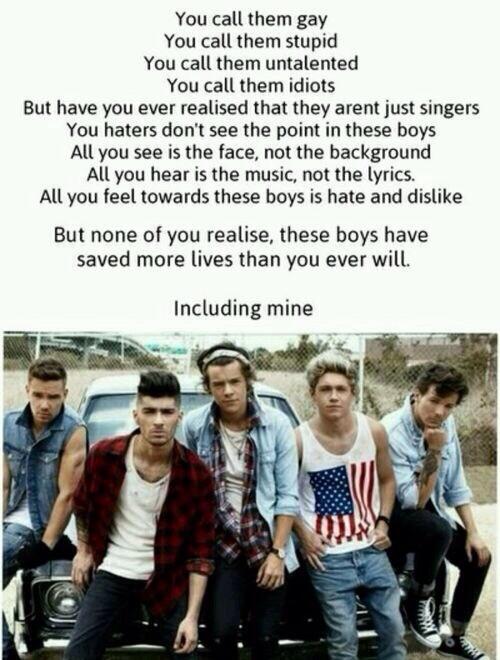 You call them gay
You call them stupid
You call them untalented
You call them idiots
But have you ever realised that they arent just singers
You haters don't see the point in these boys
All you see is the face, not the background
All you hear is the music, not the lyrics.
All you feel towards these boys is hate and dislike
But none of you realise, these boys have
saved more lives than you ever will.
Including mine